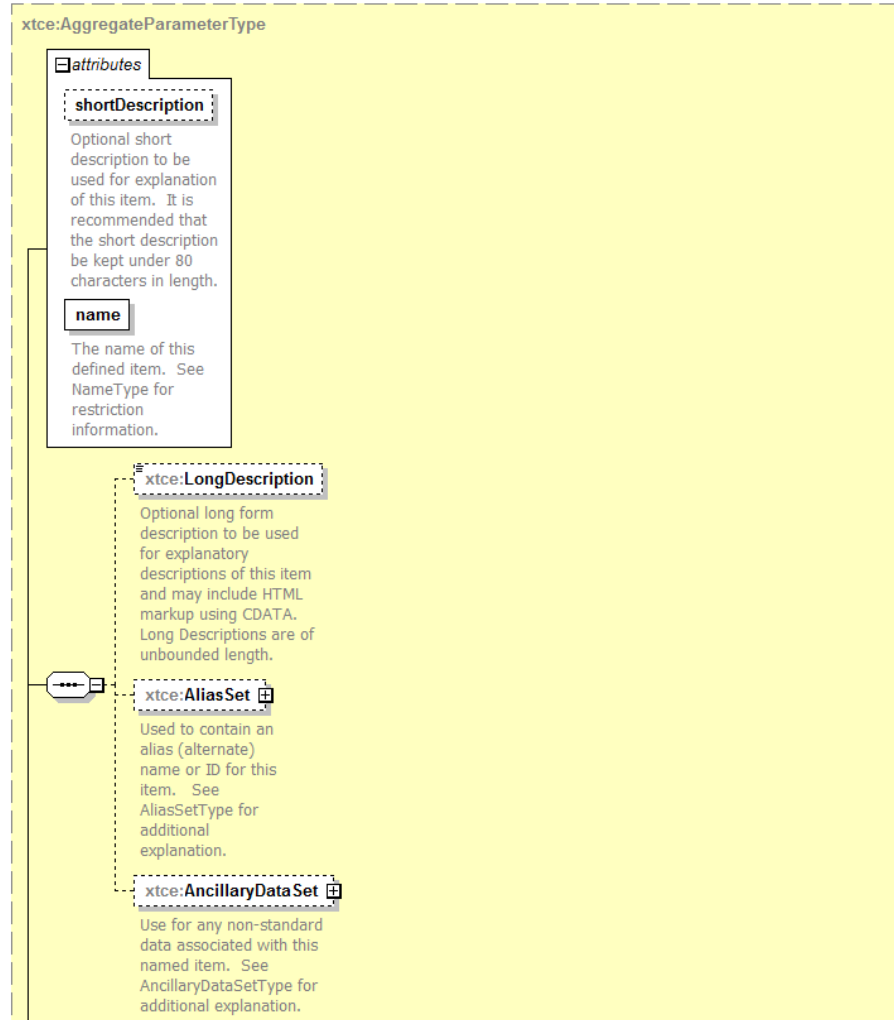 xtce:AggregateParameterType
attributes
shortDescription
Optional short
description to be
used for explanation
of this item.  It is
recommended that
the short description
be kept under 80
characters in length.
name
The name of this
defined item.  See
NameType for
restriction
information.
xtce:LongDescription
Optional long form
description to be used
for explanatory
descriptions of this item
and may include HTML
markup using CDATA.
Long Descriptions are of
unbounded length.
xtce:AliasSet
Used to contain an
alias (alternate)
name or ID for this
item.   See
AliasSetType for
additional
explanation.
xtce:AncillaryDataSet
Use for any non-standard
data associated with this
named item.  See
AncillaryDataSetType for
additional explanation.